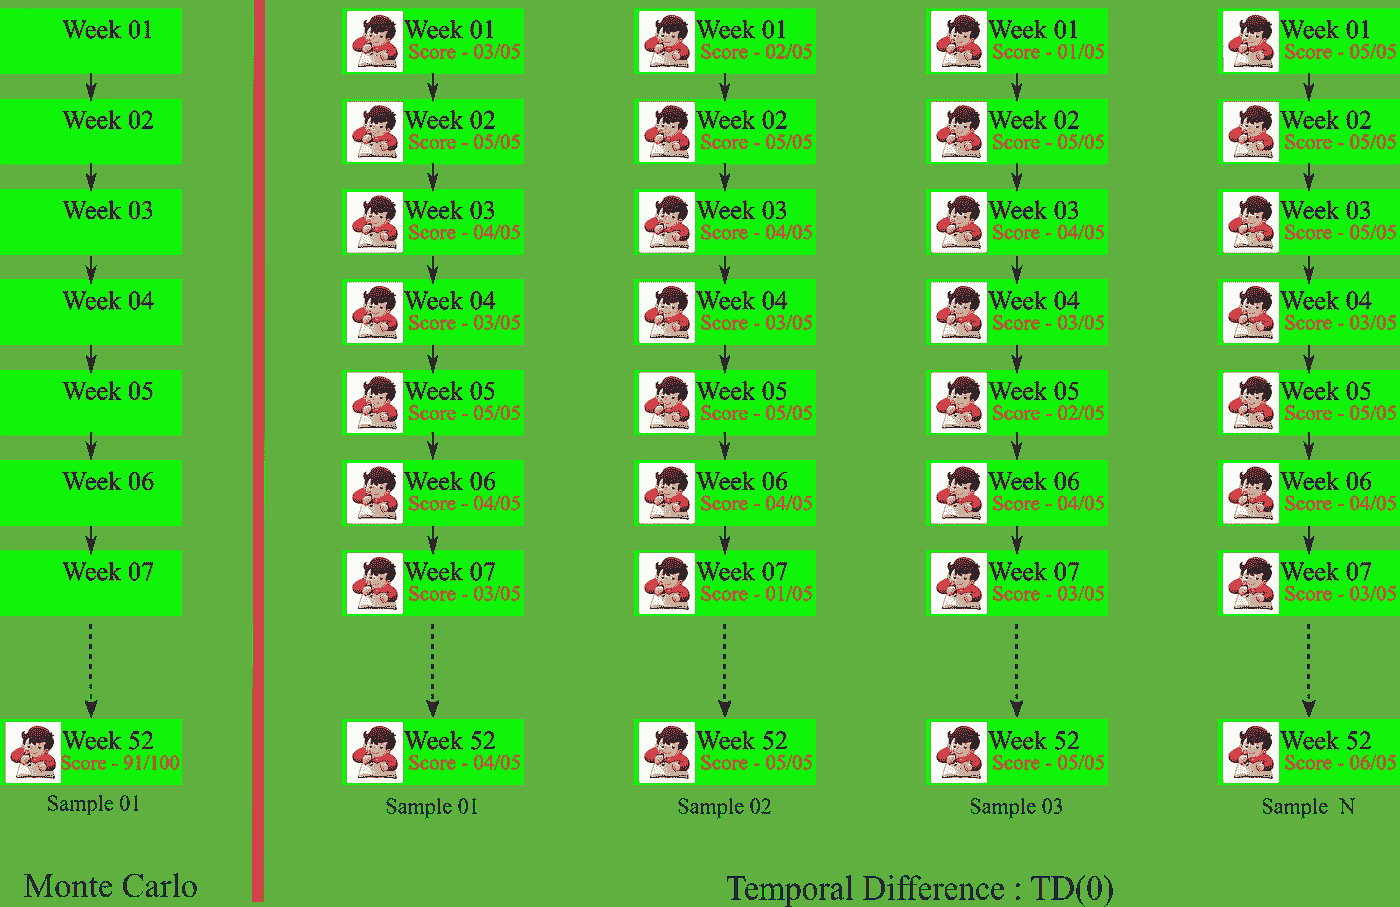 Week 01
Week 02
Week 03
Week 04
Week 05
Week 06
Week 07
Week 52
Score - 91/100
Sample 01
Monte Carlo
Week 01
Score - 03/05
Week 02
Score - 05/05
Week 03
Score - 04/05
Week 04
Score - 03/05
Week 05
Score - 05/05
Week 06
Score - 04/05
Week 07
Score - 03/05
Week 52
Score - 04/05
Sample 01
Week 01
Score - 02/05
Week 02
Score - 05/05
Week 03
Score - 04/05
Week 04
Score - 03/05
Week 05
Score - 05/05
Week 06
Score - 04/05
Week 07
Score - 01/05
Week 52
Score - 05/05
Sample 02
Week 01
Score - 01/05
Week 02
Score - 05/05
Week 03
Score - 04/05
Week 04
Score - 03/05
Week 05
Score - 02/05
Week 06
Score - 04/05
Week 07
Score - 03/05
Week 52
Score - 05/05
Sample 03
Week 01
Score - 05/05
Week 02
Score - 05/05
Week 03
Score - 05/05
Week 04
Score - 03/05
Week 05
Score - 05/05
Week 06
Score - 04/05
Week 07
Score - 03/05
Week 52
Score - 06/05
Sample N
Temporal Difference : TD(0)